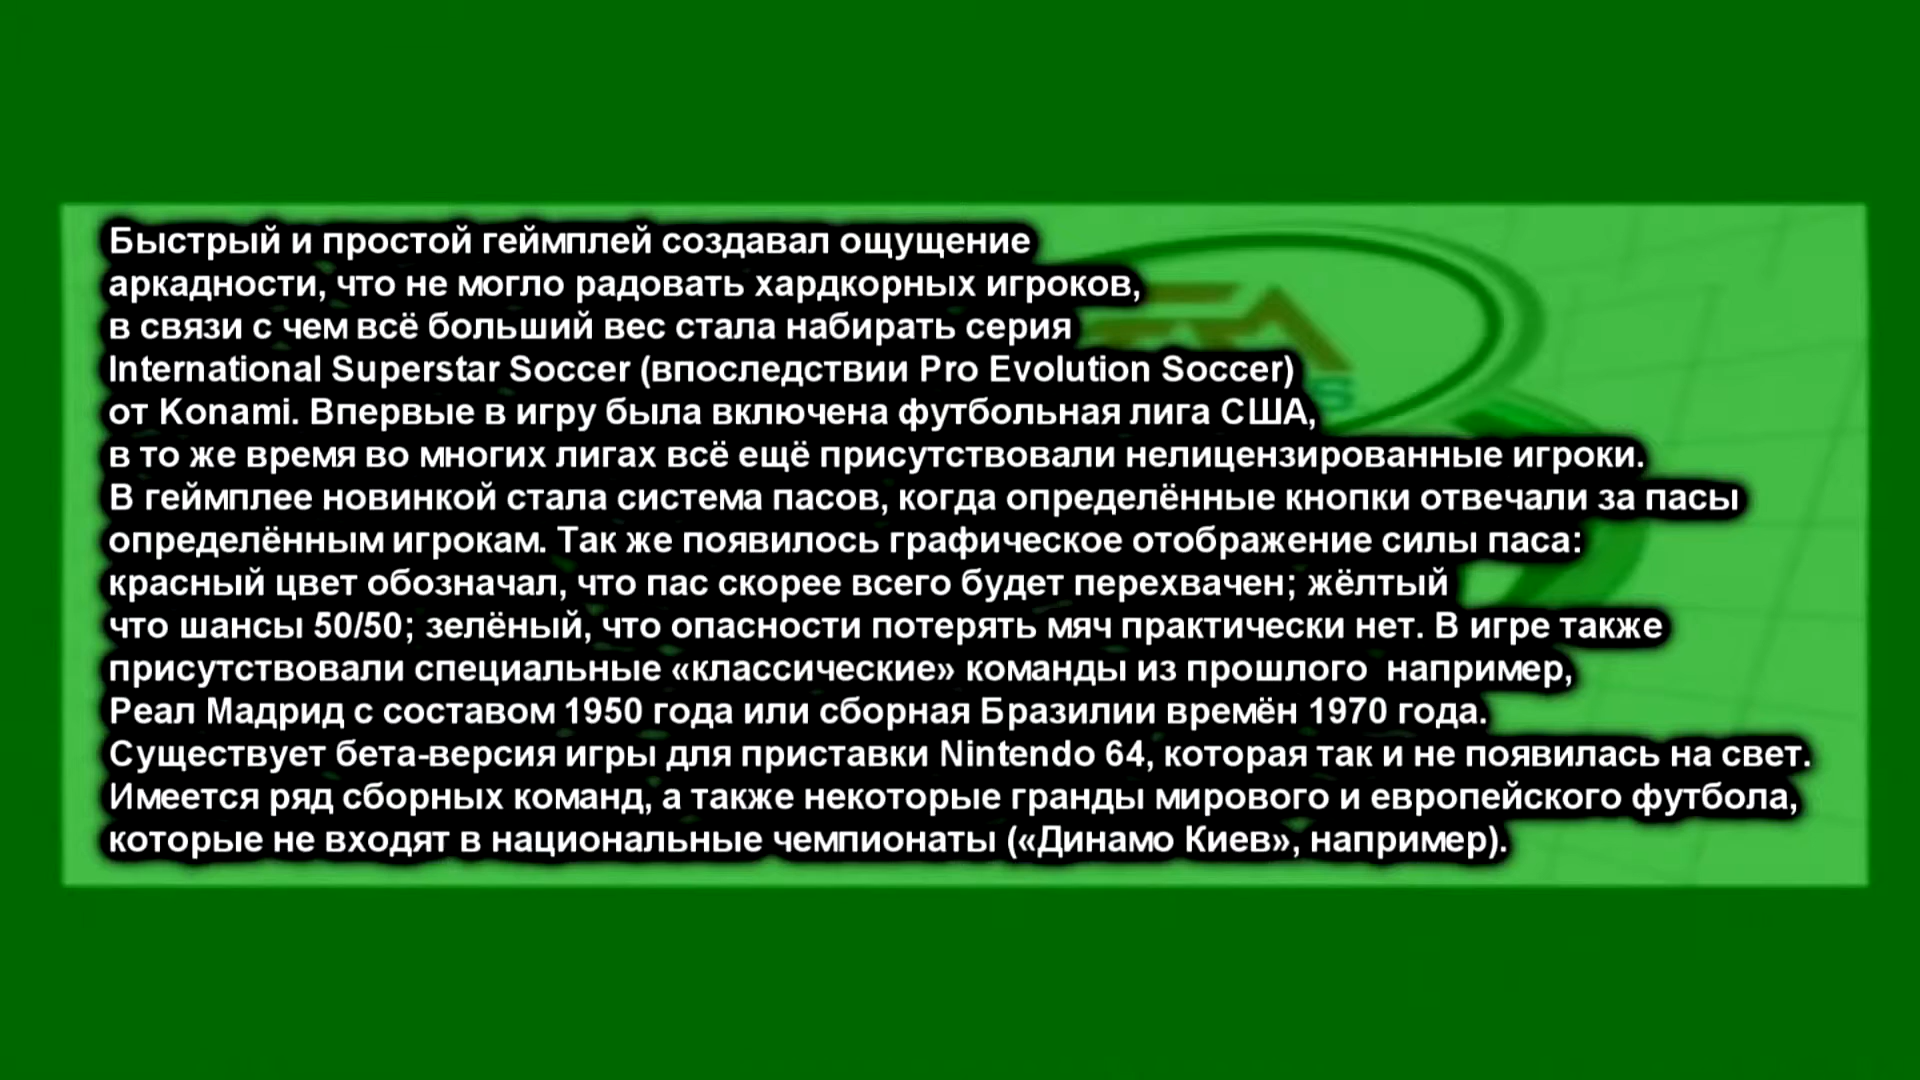 Быстрый и простой геймплей создавал ощущение
аркадности, что не могло радовать хардкорных игроков,
в связи с чем всё больший вес стала набирать серия
International Superstar Soccer (впоследствии Pro Evolution Soccer)
от Konami. Впервые в игру была включена футбольная лига США,
в то же время во многих лигах всё ещё присутствовали нелицензированные игроки.
В геймплее новинкой стала система пасов, когда определённые кнопки отвечали за пасы
определённым игрокам. Так же появилось графическое отображение силы паса:
красный цвет обозначал, что пас скорее всего будет перехвачен; жёлтый
что шансы 50/50; зелёный, что опасности потерять мяч практически нет. В игре также
присутствовали специальные «классические» команды из прошлого  например,
Реал Мадрид с составом 1950 года или сборная Бразилии времён 1970 года.
Существует бета-версия игры для приставки Nintendo 64, которая так и не появилась на свет.
Имеется ряд сборных команд, а также некоторые гранды мирового и европейского футбола,
которые не входят в национальные чемпионаты («Динамо Киев», например).